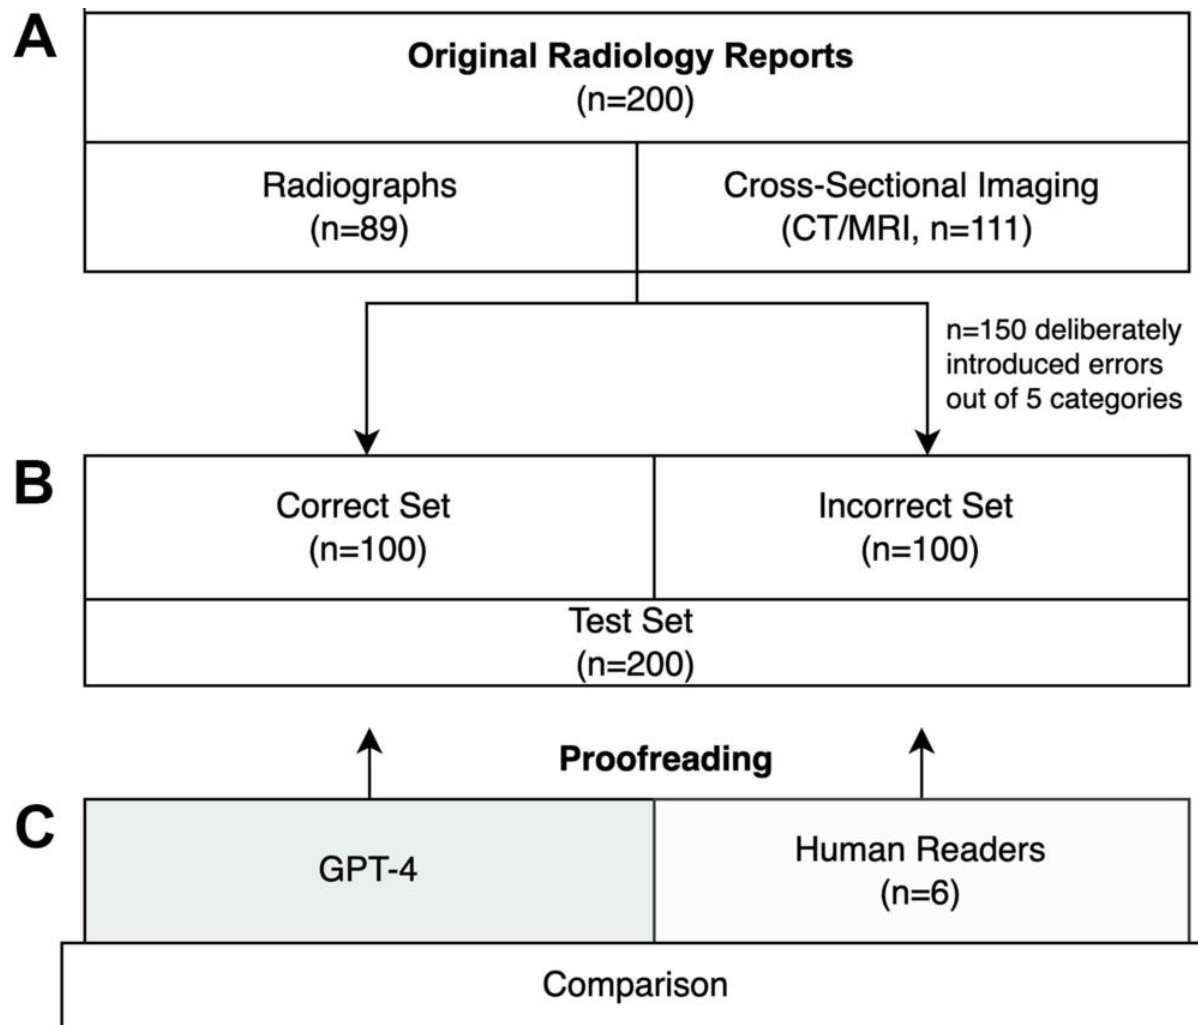 A
Original Radiology Reports
(n=200)
Radiographs
(n=89)
Cross-Sectional Imaging
(CT/MRI, n=111)
n=150 deliberately
introduced errors
out of 5 categories
B
Correct Set
(n=100)
Incorrect Set
(n=100)
Test Set
(n=200)
Proofreading
C
GPT-4
Human Readers
(n=6)
Comparison